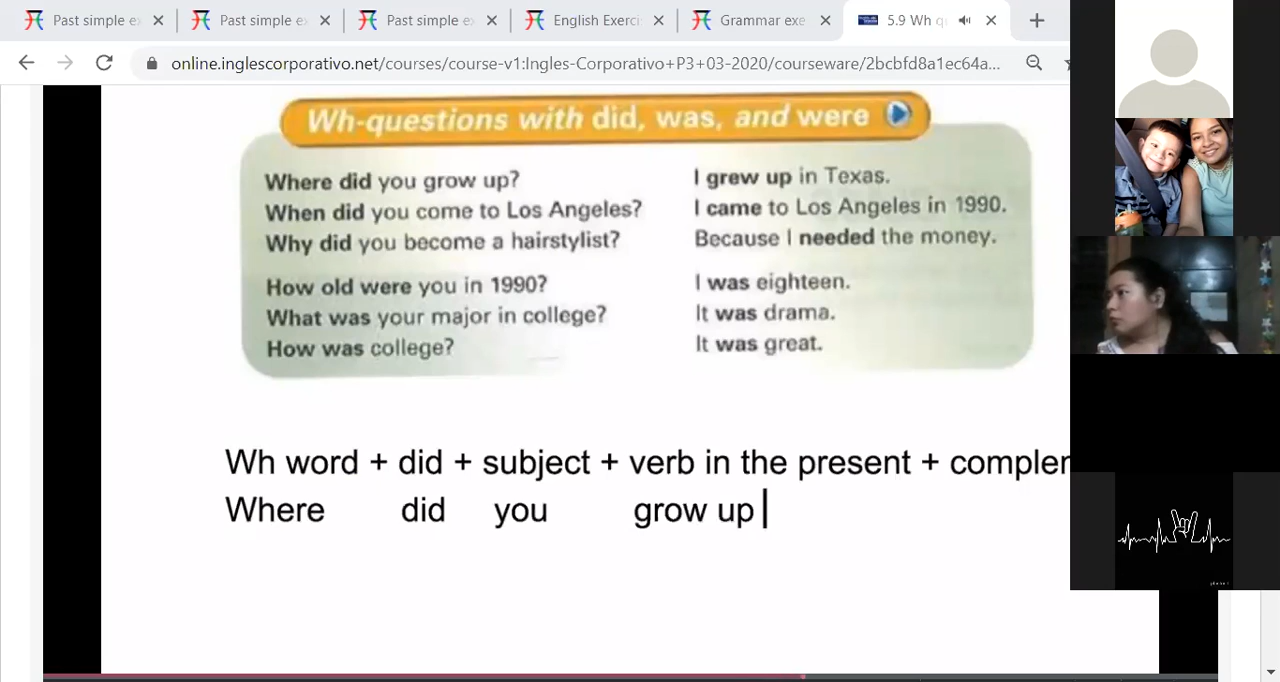 Past simple e
Past simple e
Past simple e
English Exerci
Grammar exe
5.9 Wh q
online.inglescorporativo.net/courses/course-v1:Ingles-Corporativo+P3+03-2020/courseware/2bcbfd8a1ec64a...
Wh-questions with did, was, and were
Where did you grow up? I grew up in Texas.
When did you come to Los Angeles? I came to Los Angeles in 1990.
Why did you become a hairstylist? Because I needed the money.
How old were you in 1990? I was eighteen.
What was your major in college? It was drama.
How was college? It was great.
Wh word + did + subject + verb in the present + complem
Where did you grow up